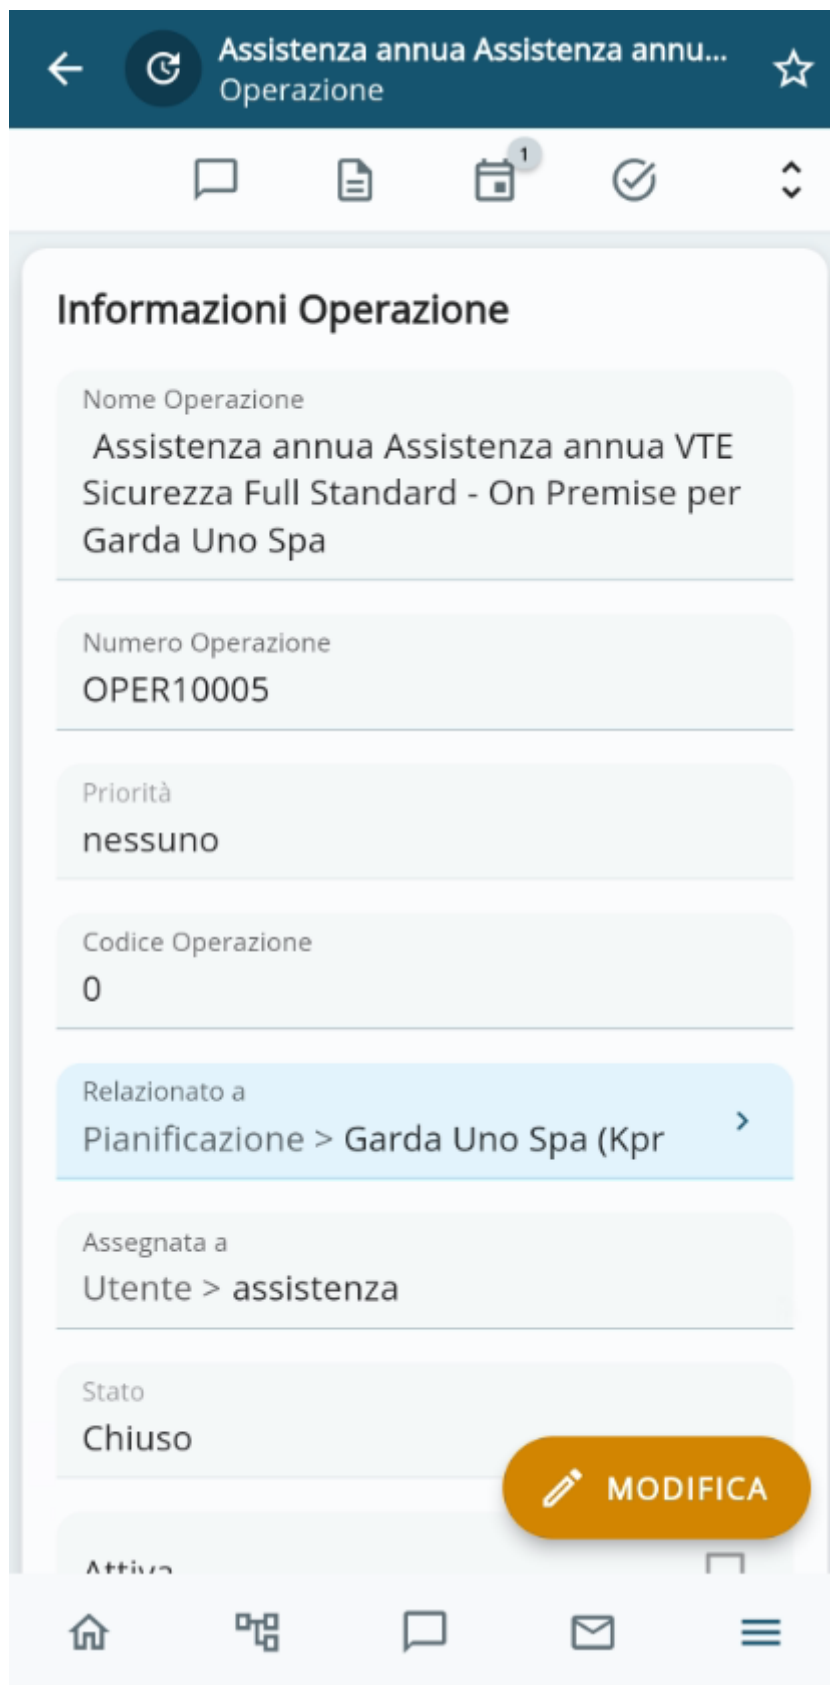 Assistenza annua Assistenza annu...
Operazione
1
Informazioni Operazione
Nome Operazione
Assistenza annua Assistenza annua VTE
Sicurezza Full Standard - On Premise per
Garda Uno Spa
Numero Operazione
OPER10005
Priorità
nessuno
Codice Operazione
0
Relazionato a
Pianificazione > Garda Uno Spa (Kpr
Assegnata a
Utente > assistenza
Stato
Chiuso
MODIFICA
Attiva